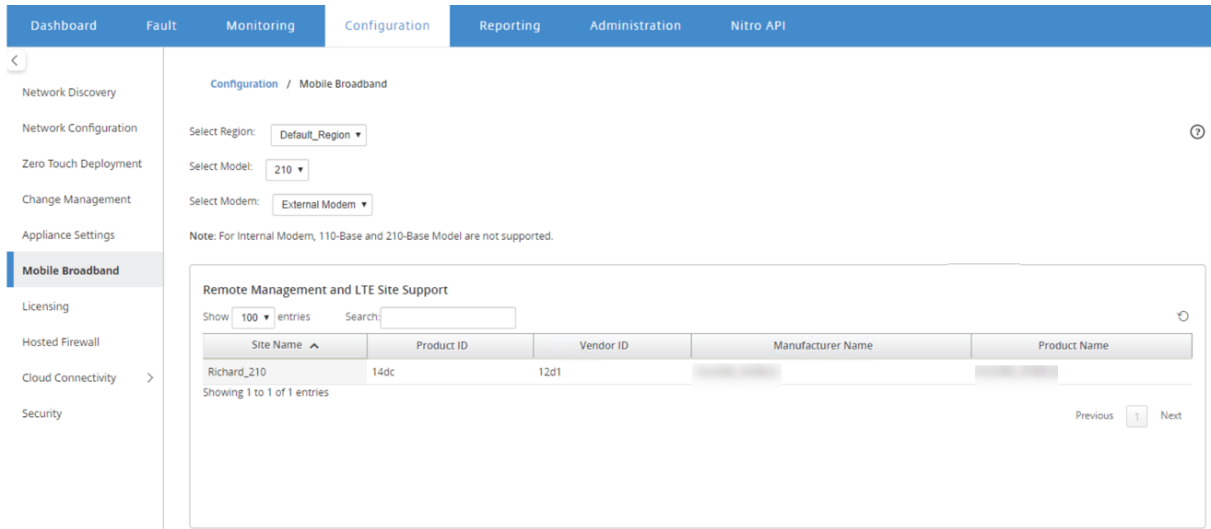 Dashboard Fault Monitoring Configuration Reporting Administration Nitro API
Configuration / Mobile Broadband
Network Discovery
Network Configuration
Zero Touch Deployment
Change Management
Appliance Settings
Mobile Broadband
Licensing
Hosted Firewall
Cloud Connectivity
Security
Select Region: Default_Region
Select Model: 210
Select Modem: External Modem
Note: For Internal Modem, 110-Base and 210-Base Model are not supported.
Remote Management and LTE Site Support
Show 100 entries Search:
Site Name Product ID Vendor ID Manufacturer Name Product Name
Richard_210 14dc 12d1
Showing 1 to 1 of 1 entries
Previous 1 Next